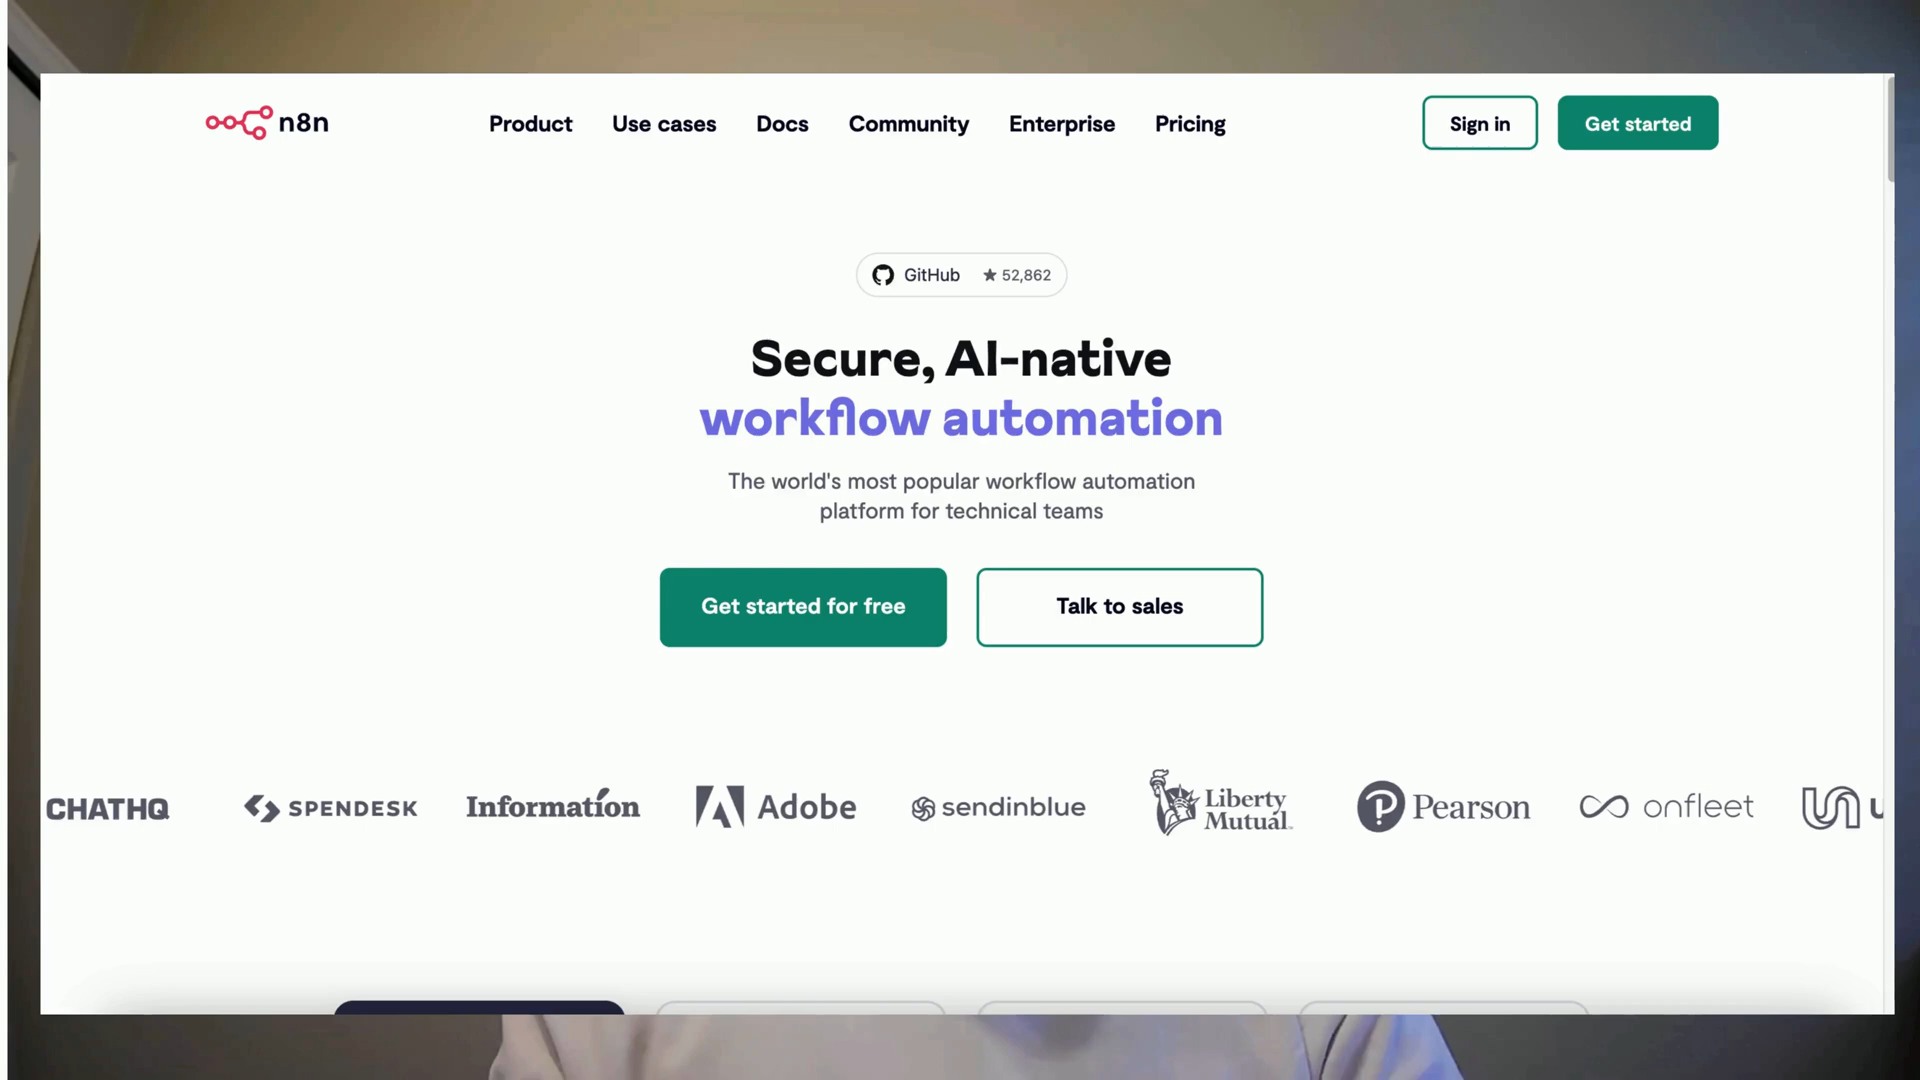 n8n
Product Use cases Docs Community Enterprise Pricing
Sign in Get started
GitHub ★ 52,862
Secure, AI-native
workflow automation
The world's most popular workflow automation
platform for technical teams
Get started for free Talk to sales
CHATHQ SPENDESK Información Adobe sendinblue Liberty Mutual Pearson onfleet